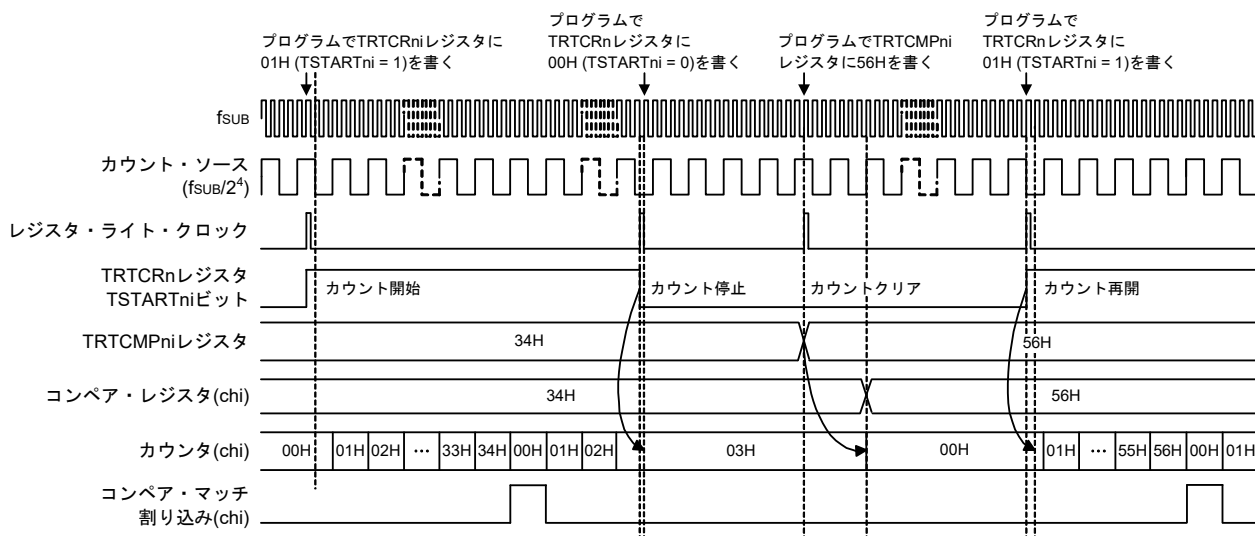 プログラムでTRTCRniレジスタに
01H (TSTARTni = 1)を書く
プログラムで
TRTCRnレジスタに
00H (TSTARTni = 0)を書く
プログラムでTRTCMPni
レジスタに56Hを書く
プログラムで
TRTCRnレジスタに
01H (TSTARTni = 1)を書く
fSUB
カウント・ソース
(fSUB/2⁴)
レジスタ・ライト・クロック
TRTCRnレジスタ
TSTARTniビット
カウント開始
カウント停止
カウントクリア
カウント再開
TRTCMPniレジスタ
34H
56H
コンペア・レジスタ(chi)
34H
56H
カウンタ(chi)
00H 01H 02H … 33H 34H 00H 01H 02H 03H 00H 01H … 55H 56H 00H 01H
コンペア・マッチ
割り込み(chi)